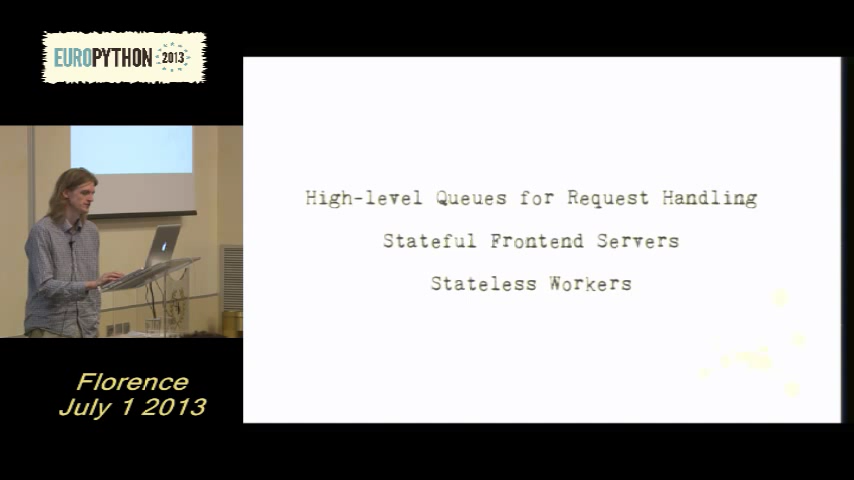 EUROPYTHON 2013
High-level Queues for Request Handling
Stateful Frontend Servers
Stateless Workers
Florence
July 1 2013